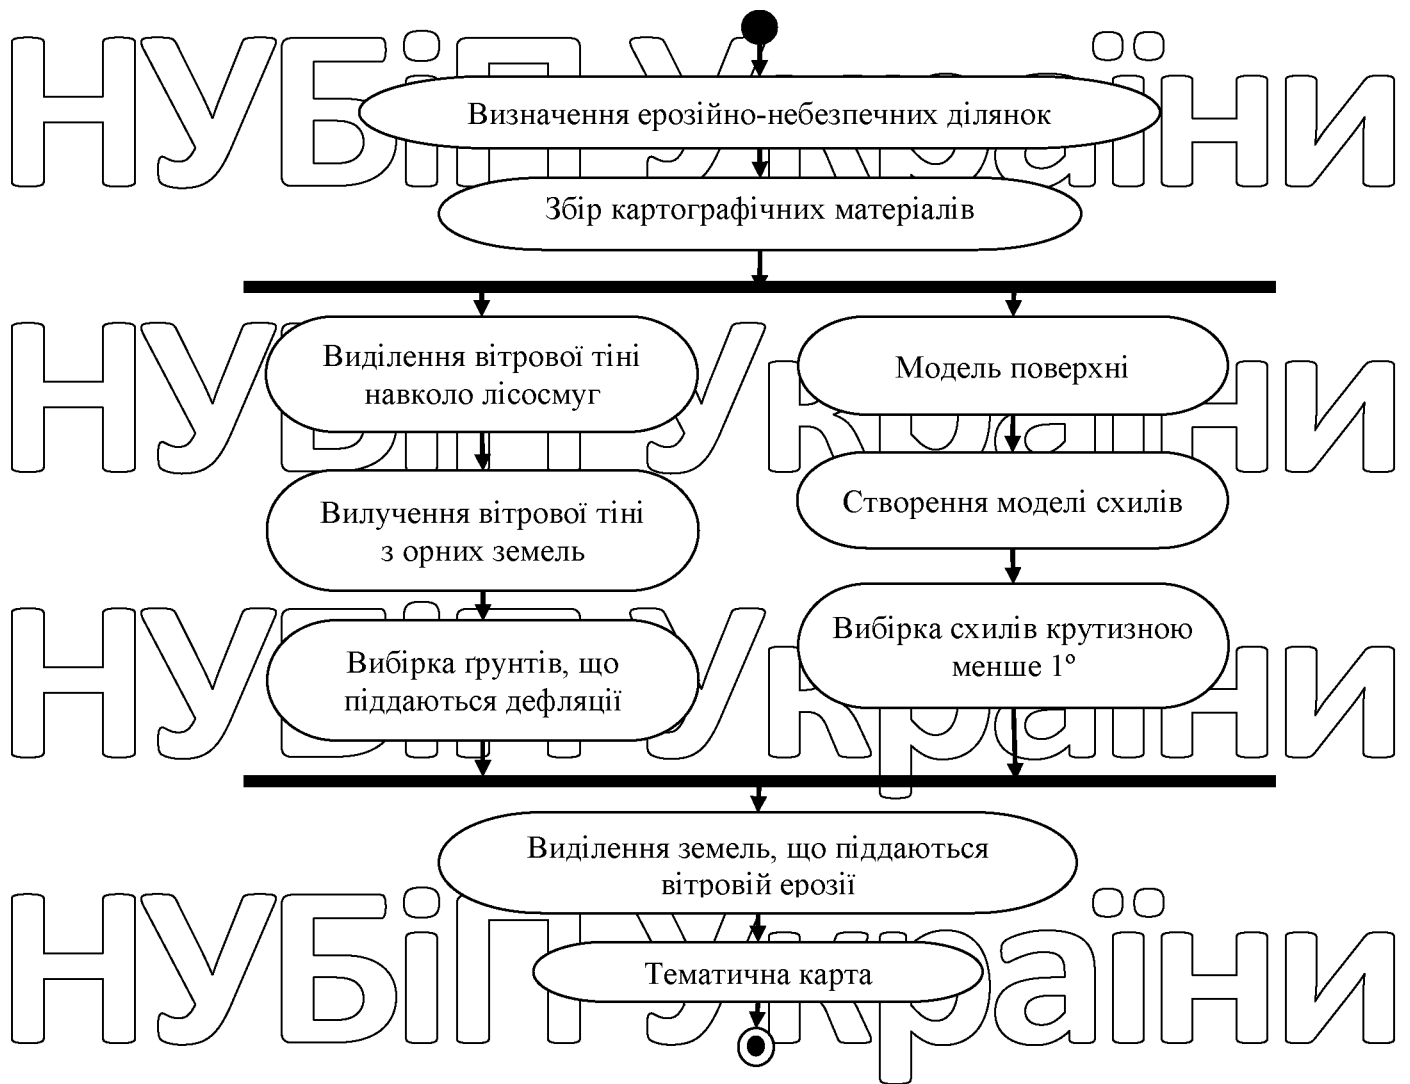 НУБіП України
Визначення ерозійно-небезпечних ділянок
Збір картографічних матеріалів
НУБіП України
Виділення вітрової тіні
навколо лісосмуг
Модель поверхні
Вилучення вітрової тіні
з орних земель
Створення моделі схилів
НУБіП України
Вибірка ґрунтів, що
піддаються дефляції
Вибірка схилів крутизною
менше 1º
Виділення земель, що піддаються
вітровій ерозії
НУБіП України
Тематична карта